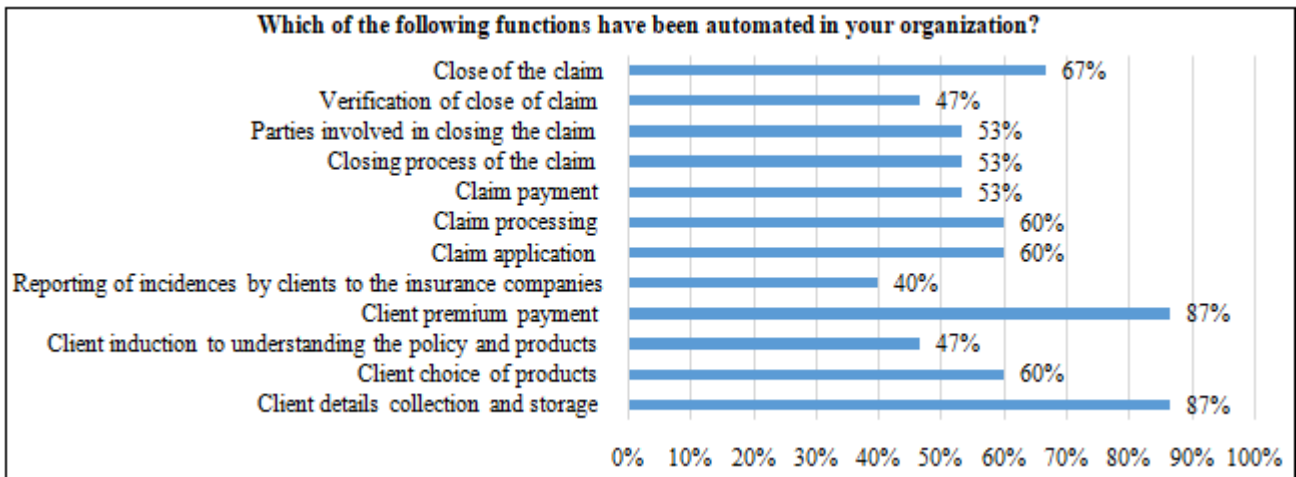 Which of the following functions have been automated in your organization?
Close of the claim 67%
Verification of close of claim 47%
Parties involved in closing the claim 53%
Closing process of the claim 53%
Claim payment 53%
Claim processing 60%
Claim application 60%
Reporting of incidences by clients to the insurance companies 40%
Client premium payment 87%
Client induction to understanding the policy and products 47%
Client choice of products 60%
Client details collection and storage 87%
0% 10% 20% 30% 40% 50% 60% 70% 80% 90% 100%